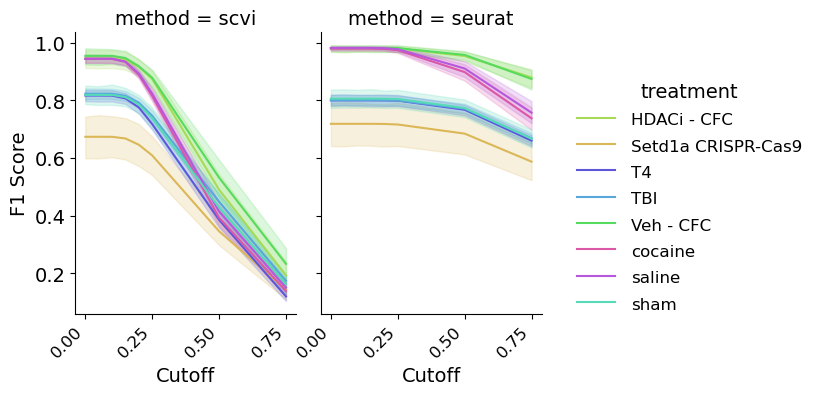 method = scvi
method = seurat
F1 Score
1.0
0.8
0.6
0.4
0.2
0.00
0.25
0.50
0.75
Cutoff
0.00
0.25
0.50
0.75
Cutoff
treatment
HDACi - CFC
Setd1a CRISPR-Cas9
T4
TBI
Veh - CFC
cocaine
saline
sham